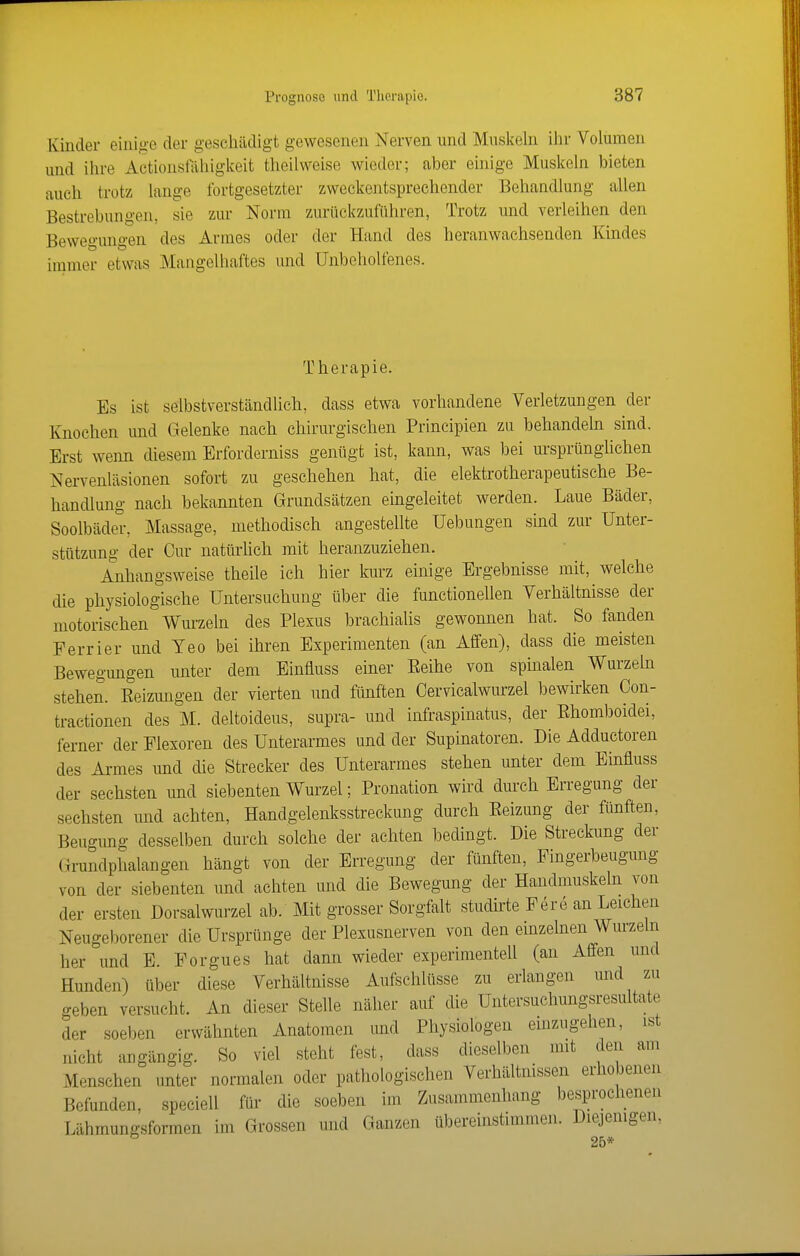 Prognose und Therapie. 387
Kinder einige der geschädigt gewesenen Nerven und Muskeln ihr Volumen
und ihre Actionsfähigkeit theilweise wieder; aber einige Muskeln bieten
auch trotz lange fortgesetzter zweckentsprechender Behandlung allen
Bestrebungen, sie zur Norm zurückzuführen, Trotz und verleihen den
Bewegungen des Armes oder der Hand des heranwachsenden Kindes
immer etwas Mangelhaftes und Unbeholfenes.
Therapie.
Es ist selbstverständlich, dass etwa vorhandene Verletzungen der
Knochen und Gelenke nach chirurgischen Principien zu behandeln sind.
Erst wenn diesem Erforderniss genügt ist, kann, was bei ursprünglichen
Nervenläsionen sofort zu geschehen hat, die elektrotherapeutische Be-
handlung nach bekannten Grundsätzen eingeleitet werden. Laue Bäder,
Soolbäder, Massage, methodisch angestellte Uebungen sind zur Unter-
stützung der Cur natürlich mit heranzuziehen.
Anhangsweise theile ich hier kurz einige Ergebnisse mit, welche
die physiologische Untersuchung über die functionellen Verhältnisse der
motorischen Wurzeln des Plexus brachialis gewonnen hat. So fanden
Ferrier und Yeo bei ihren Experimenten (an Affen), dass die meisten
Bewegungen unter dem Einfluss einer Reihe von spinalen Wurzeln
stehen. Reizungen der vierten und fünften Cervicalwurzel bewirken Con-
tractionen des M. deltoideus, supra- und infraspinatus, der Rhomboidei,
ferner der Flexoren des Unterarmes und der Supinatoren. Die Adductoren
des Armes und die Strecker des Unterarmes stehen unter dem Einfluss
der sechsten und siebenten Wurzel; Pronation wird durch Erregung der
sechsten und achten, Handgelenksstreckung durch Reizung der fünften,
Beugung desselben durch solche der achten bedingt. Die Streckung der
Grundphalangen hängt von der Erregung der fünften, Fingerbeugung
von der siebenten und achten und die Bewegung der Handmuskeln von
der ersten Dorsalwurzel ab. Mit grosser Sorgfalt studirte Féré an Leichen
Neugeborener die Ursprünge der Plexusnerven von den einzelnen Wurzeln
her und E. Forgues hat dann wieder experimentell (an Affen und
Hunden) über diese Verhältnisse Aufschlüsse zu erlangen und zu
geben versucht. An dieser Stelle näher auf die Untersuchungsresultate
der soeben erwähnten Anatomen und Physiologen einzugehen, ist
nicht angängig. So viel steht fest, dass dieselben mit den am
Menschen unter normalen oder pathologischen Verhältnissen erhobenen
Befunden, speciell für die soeben im Zusammenhang besprochenen
Lähmungsformen im Grossen und Ganzen übereinstimmen. Diejenigen,
25*